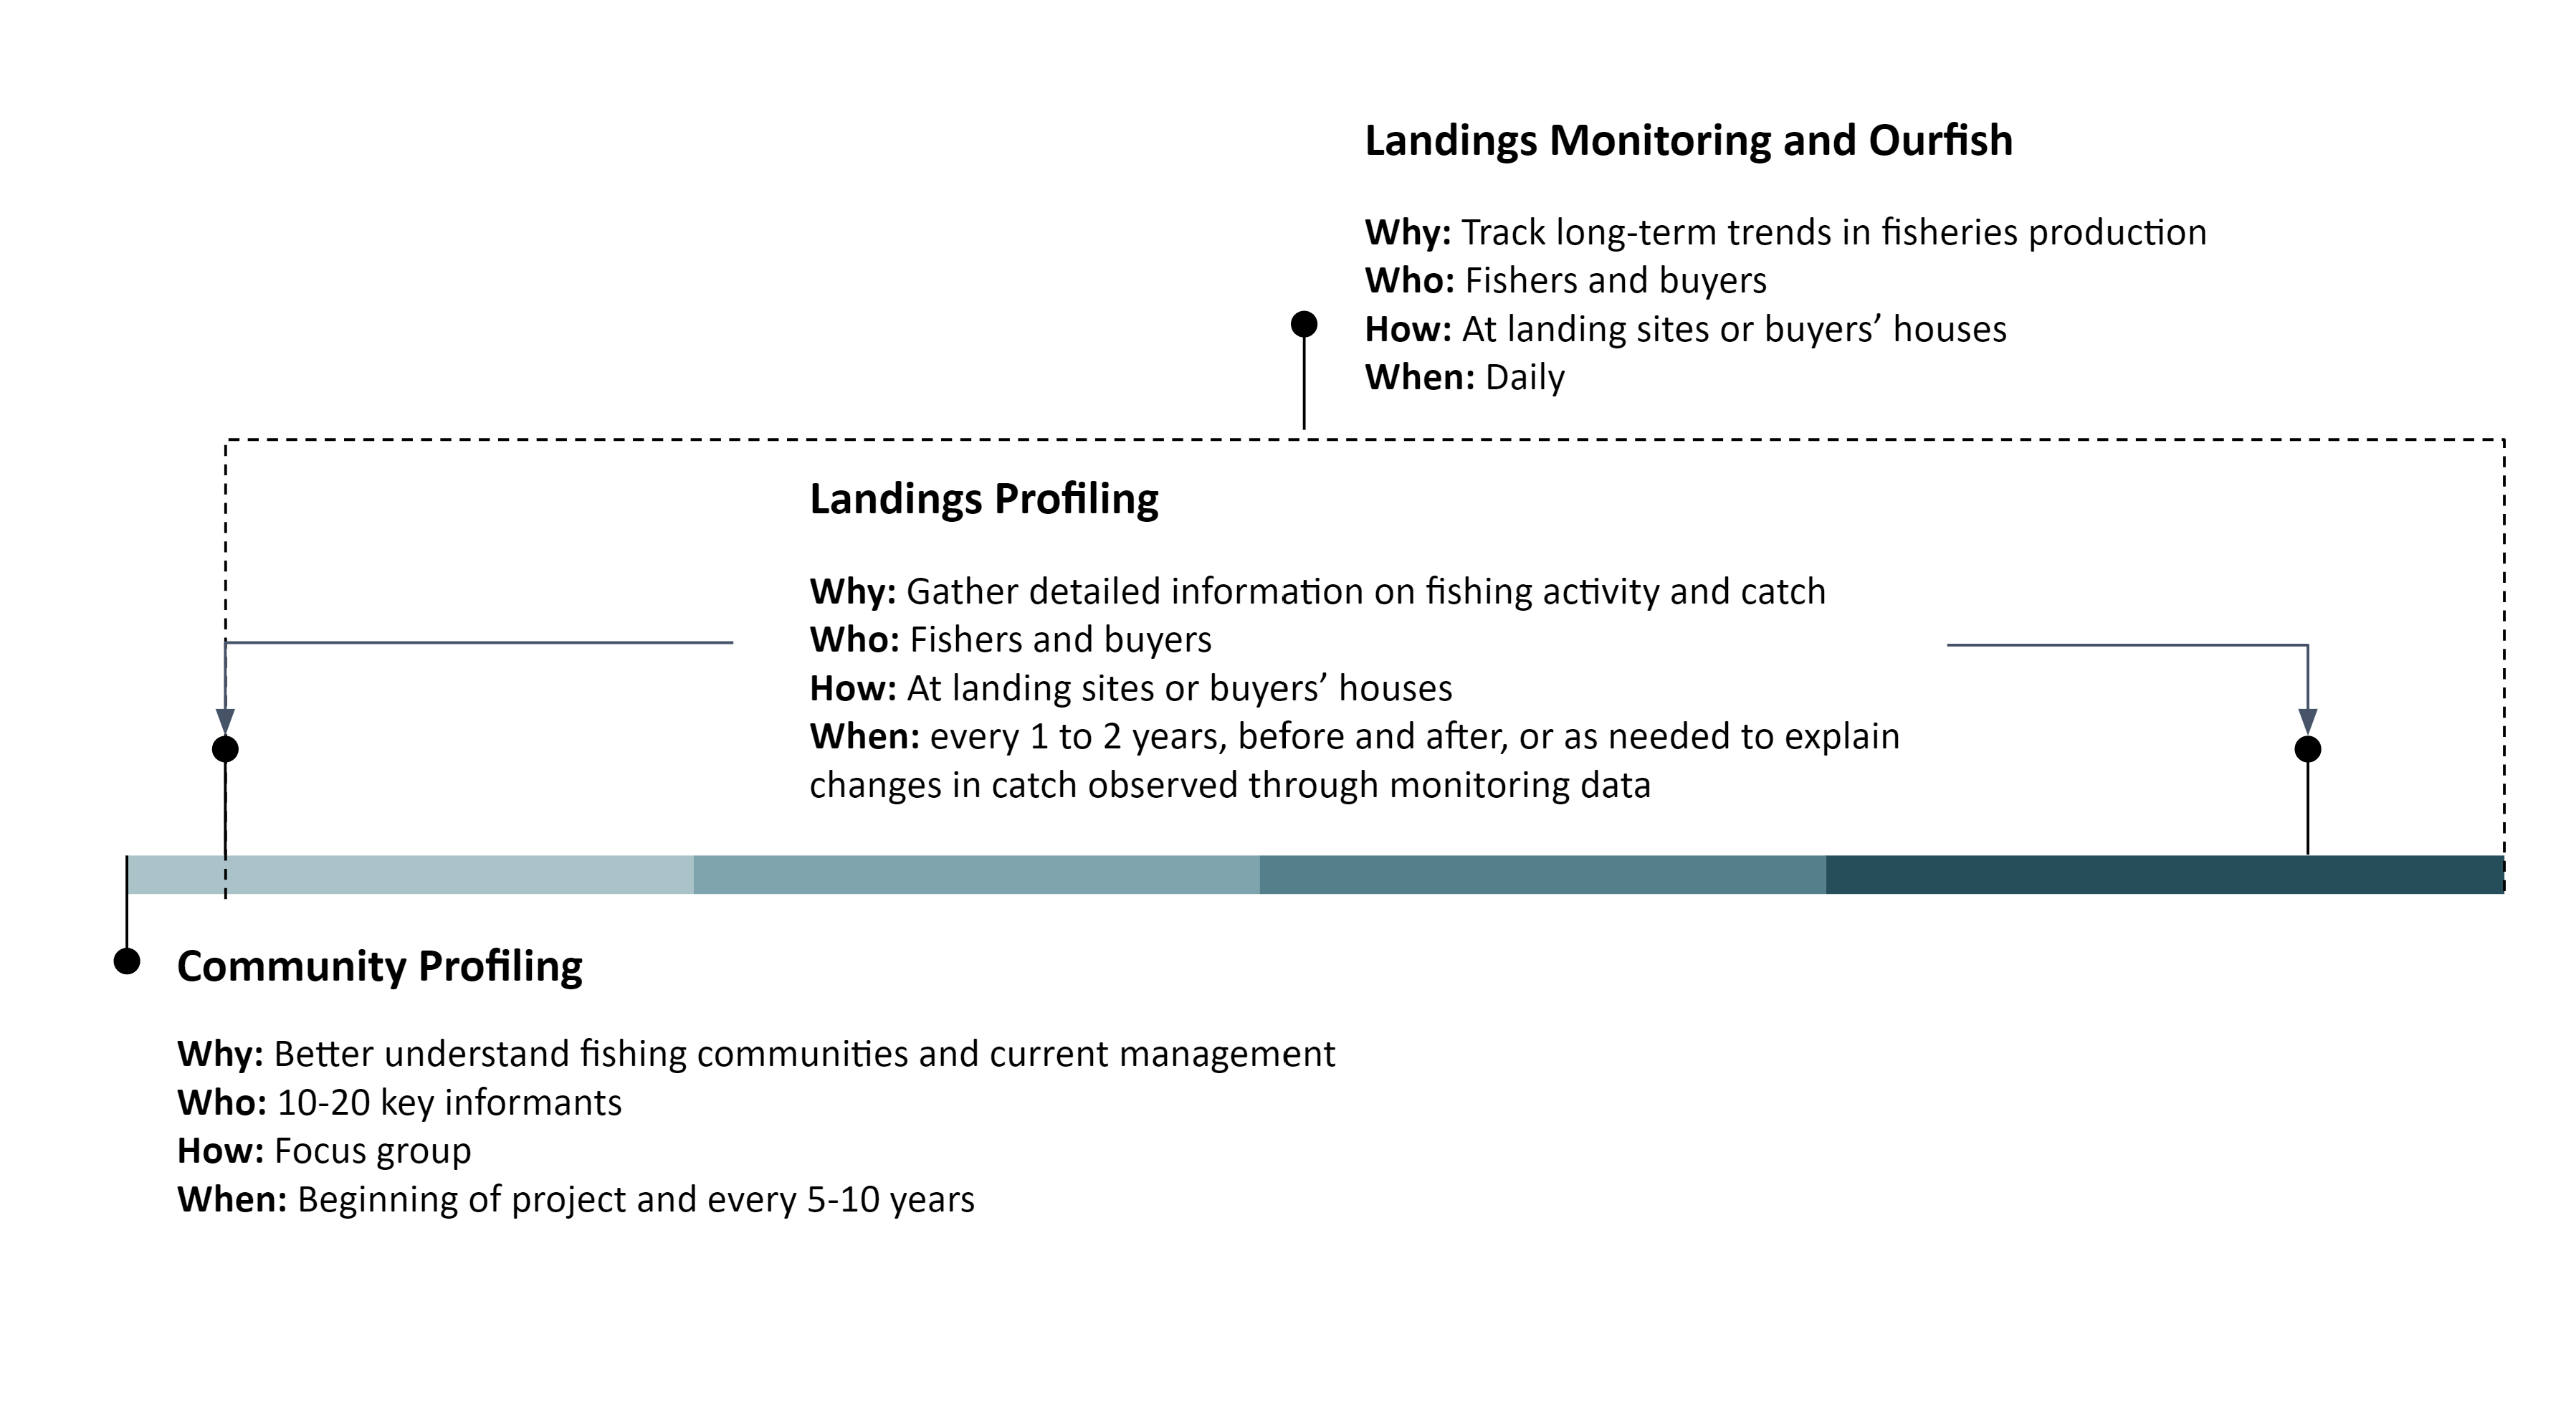 Landings Monitoring and Ourfish
Why: Track long-term trends in fisheries production
Who: Fishers and buyers
How: At landing sites or buyers’ houses
When: Daily
Landings Profiling
Why: Gather detailed information on fishing activity and catch
Who: Fishers and buyers
How: At landing sites or buyers’ houses
When: every 1 to 2 years, before and after, or as needed to explain
changes in catch observed through monitoring data
Community Profiling
Why: Better understand fishing communities and current management
Who: 10-20 key informants
How: Focus group
When: Beginning of project and every 5-10 years